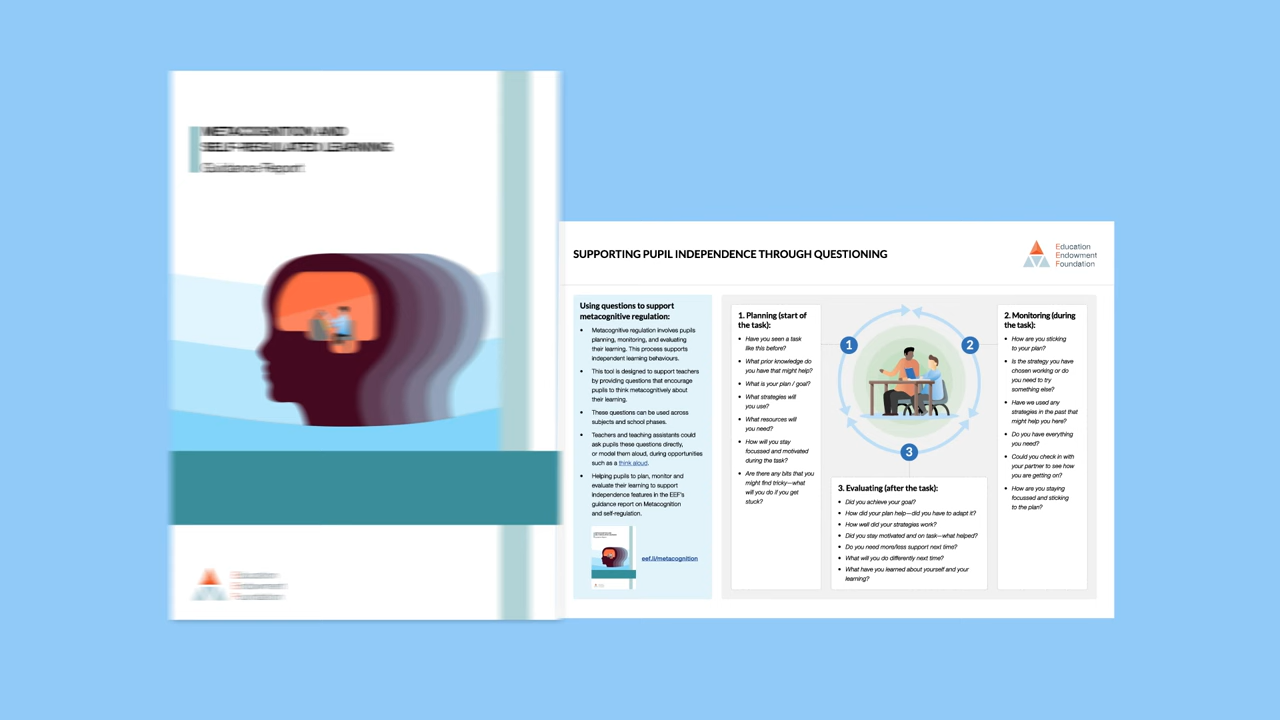 METACOGNITION AND
SELF-REGULATED LEARNING
Guidance Report
SUPPORTING PUPIL INDEPENDENCE THROUGH QUESTIONING
Education
Endowment
Foundation
Using questions to support
metacognitive regulation:
• Metacognitive regulation involves pupils
planning, monitoring, and evaluating
their learning. This process supports
independent learning behaviours.
• This tool is designed to support teachers
by providing questions that encourage
pupils to think metacognitively about
their learning.
• These questions can be used across
subjects and school phases.
• Teachers and teaching assistants could
ask pupils these questions directly,
or model them aloud, during opportunities
such as a think aloud.
• Helping pupils to plan, monitor and
evaluate their learning to support
independence features in the EEF's
guidance report on Metacognition
and self-regulation.
eef.li/metacognition
1. Planning (start of
the task):
• Have you seen a task
like this before?
• What prior knowledge do
you have that might help?
• What is your plan / goal?
• What strategies will
you use?
• What resources will
you need?
• How will you stay
focussed and motivated
during the task?
• Are there any bits that you
might find tricky—what
will you do if you get
stuck?
1
2
3
3. Evaluating (after the task):
• Did you achieve your goal?
• How did your plan help—did you have to adapt it?
• How well did your strategies work?
• Did you stay motivated and on task—what helped?
• Do you need more/less support next time?
• What will you do differently next time?
• What have you learned about yourself and your
learning?
2. Monitoring (during
the task):
• How are you sticking
to your plan?
• Is the strategy you have
chosen working or do
you need to try
something else?
• Have we used any
strategies in the past that
might help you here?
• Do you have everything
you need?
• Could you check in with
your partner to see how
you are getting on?
• How are you staying
focussed and sticking
to the plan?